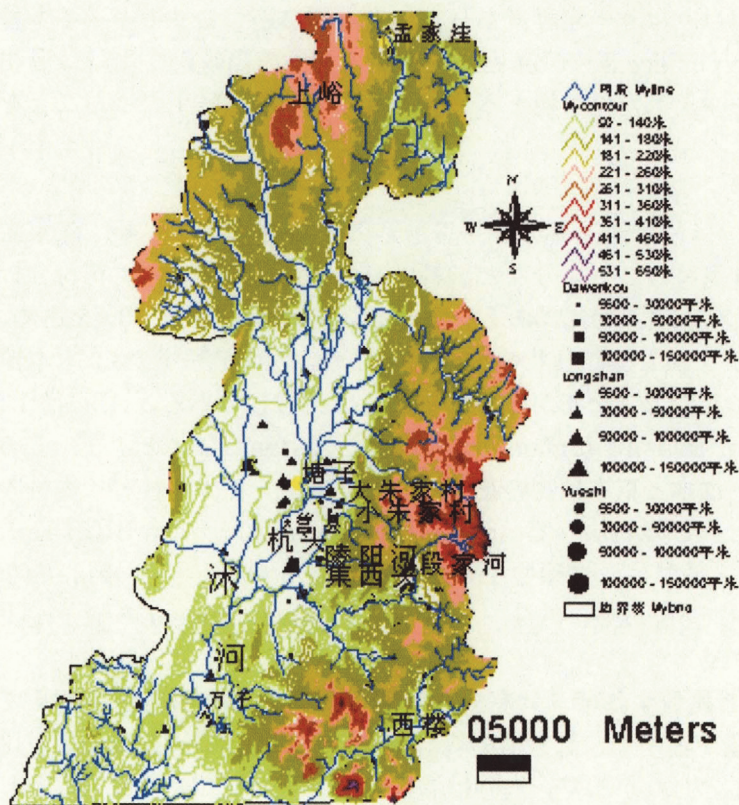 孟家洼
上峪
河流 Wyline
Wycontour
90 - 140米
141 - 180米
181 - 220米
221 - 260米
261 - 310米
311 - 360米
361 - 410米
411 - 460米
461 - 530米
531 - 650米
N
W
E
S
Dawenkou
9600 - 30000平米
30000 - 90000平米
90000 - 100000平米
100000 - 150000平米
Longshan
9600 - 30000平米
30000 - 90000平米
90000 - 100000平米
100000 - 150000平米
Yueshi
9600 - 30000平米
30000 - 90000平米
90000 - 100000平米
100000 - 150000平米
边界线
塘子
大朱家村
小朱家村
杭头
陵阳河
集西头
段家河
沭
河
西楼
05000 Meters